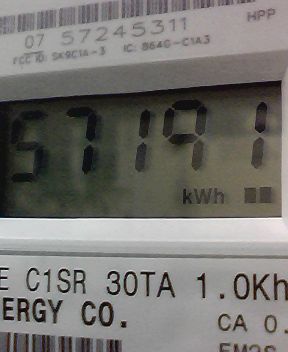 HPP
07 57245311
FCC ID: SK9C1A-3 IC: 864G-C1A3
57191
kWh
E C1SR 30TA 1.0Kh
ERGY CO.
CA 0.